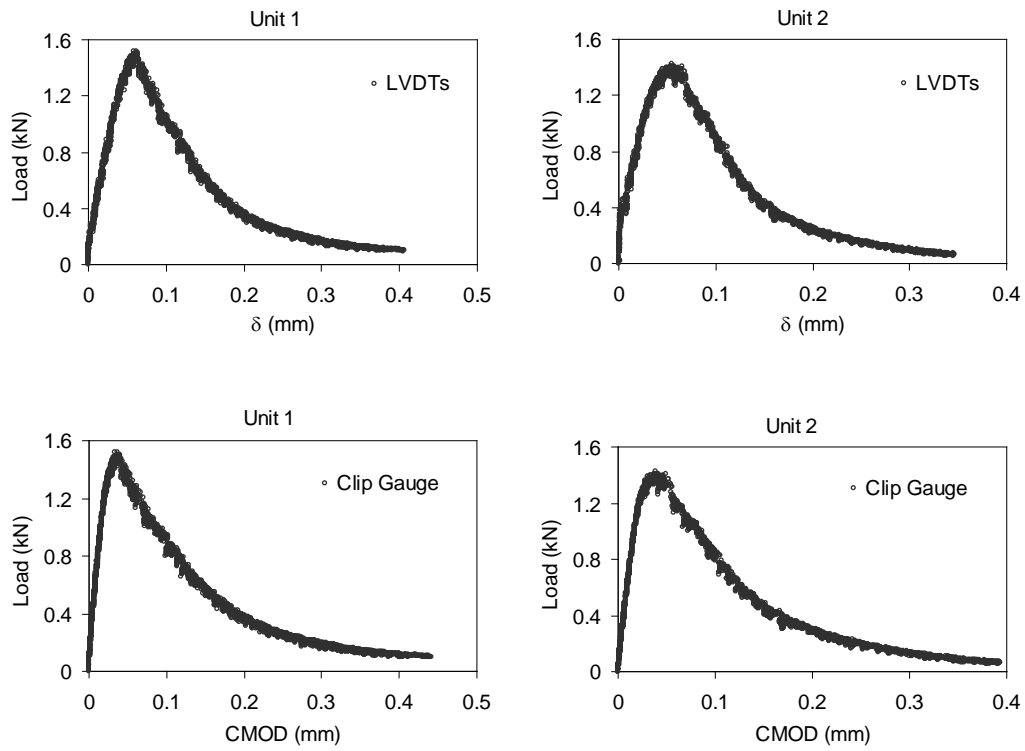 Unit 1
1.6
1.2
0.8
0.4
0
Load (kN)
LVDTs
0 0.1 0.2 0.3 0.4 0.5
δ (mm)
Unit 2
1.6
1.2
0.8
0.4
0
Load (kN)
LVDTs
0 0.1 0.2 0.3 0.4
δ (mm)
Unit 1
1.6
1.2
0.8
0.4
0
Load (kN)
Clip Gauge
0 0.1 0.2 0.3 0.4 0.5
CMOD (mm)
Unit 2
1.6
1.2
0.8
0.4
0
Load (kN)
Clip Gauge
0 0.1 0.2 0.3 0.4
CMOD (mm)